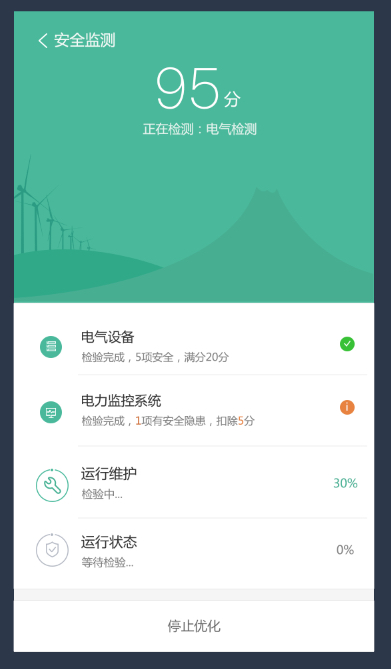 安全监测
95分
正在检测：电气检测
电气设备
检验完成，5项安全，满分20分
电力监控系统
检验完成，1项有安全隐患，扣除5分
运行维护
检验中...
30%
运行状态
等待检验...
0%
停止优化